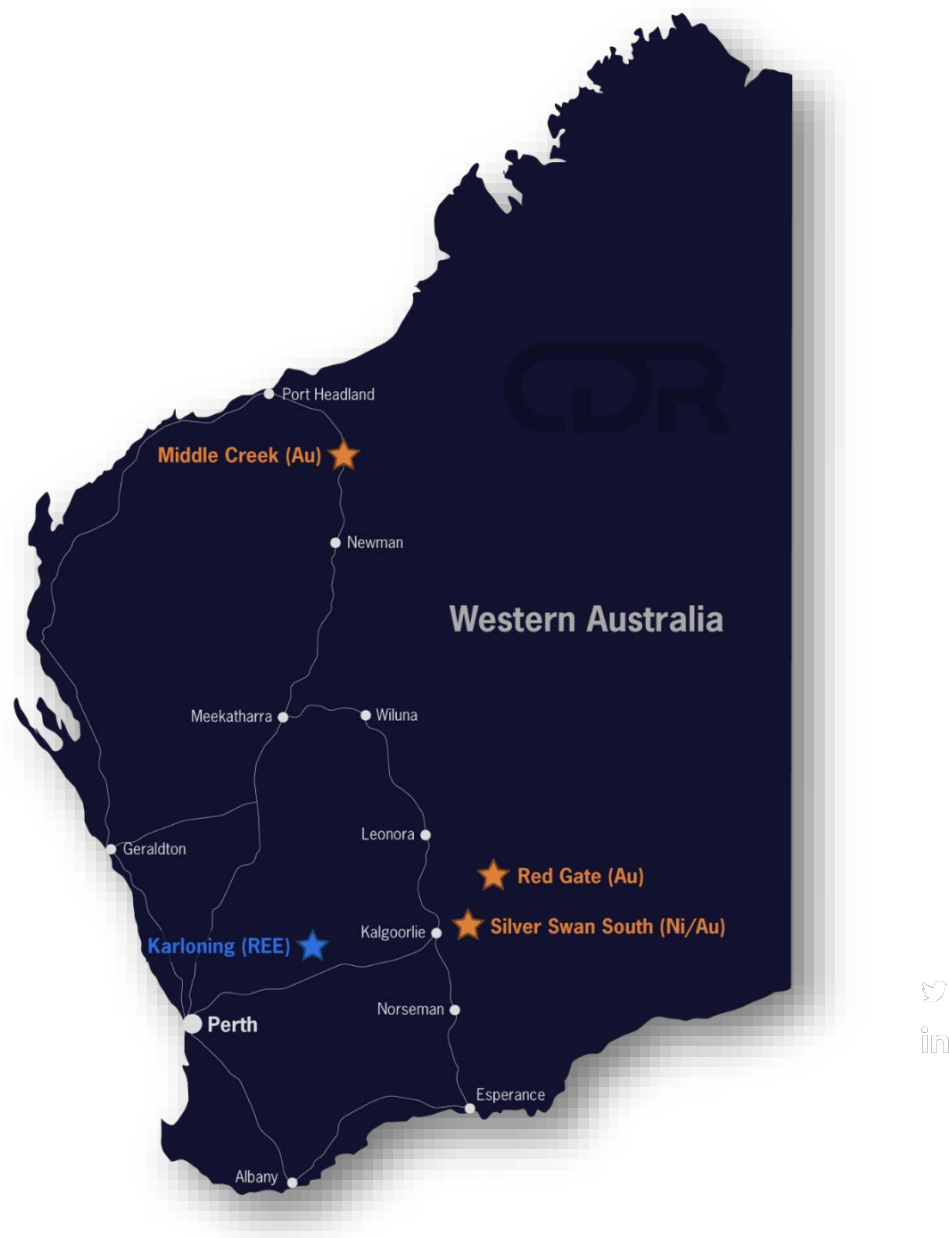 CDR
Port Headland
Middle Creek (Au)
Newman
Western Australia
Meekatharra
Wiluna
Leonora
Geraldton
Red Gate (Au)
Silver Swan South (Ni/Au)
Kalgoorlie
Karloning (REE)
Norseman
Perth
in
Esperance
Albany